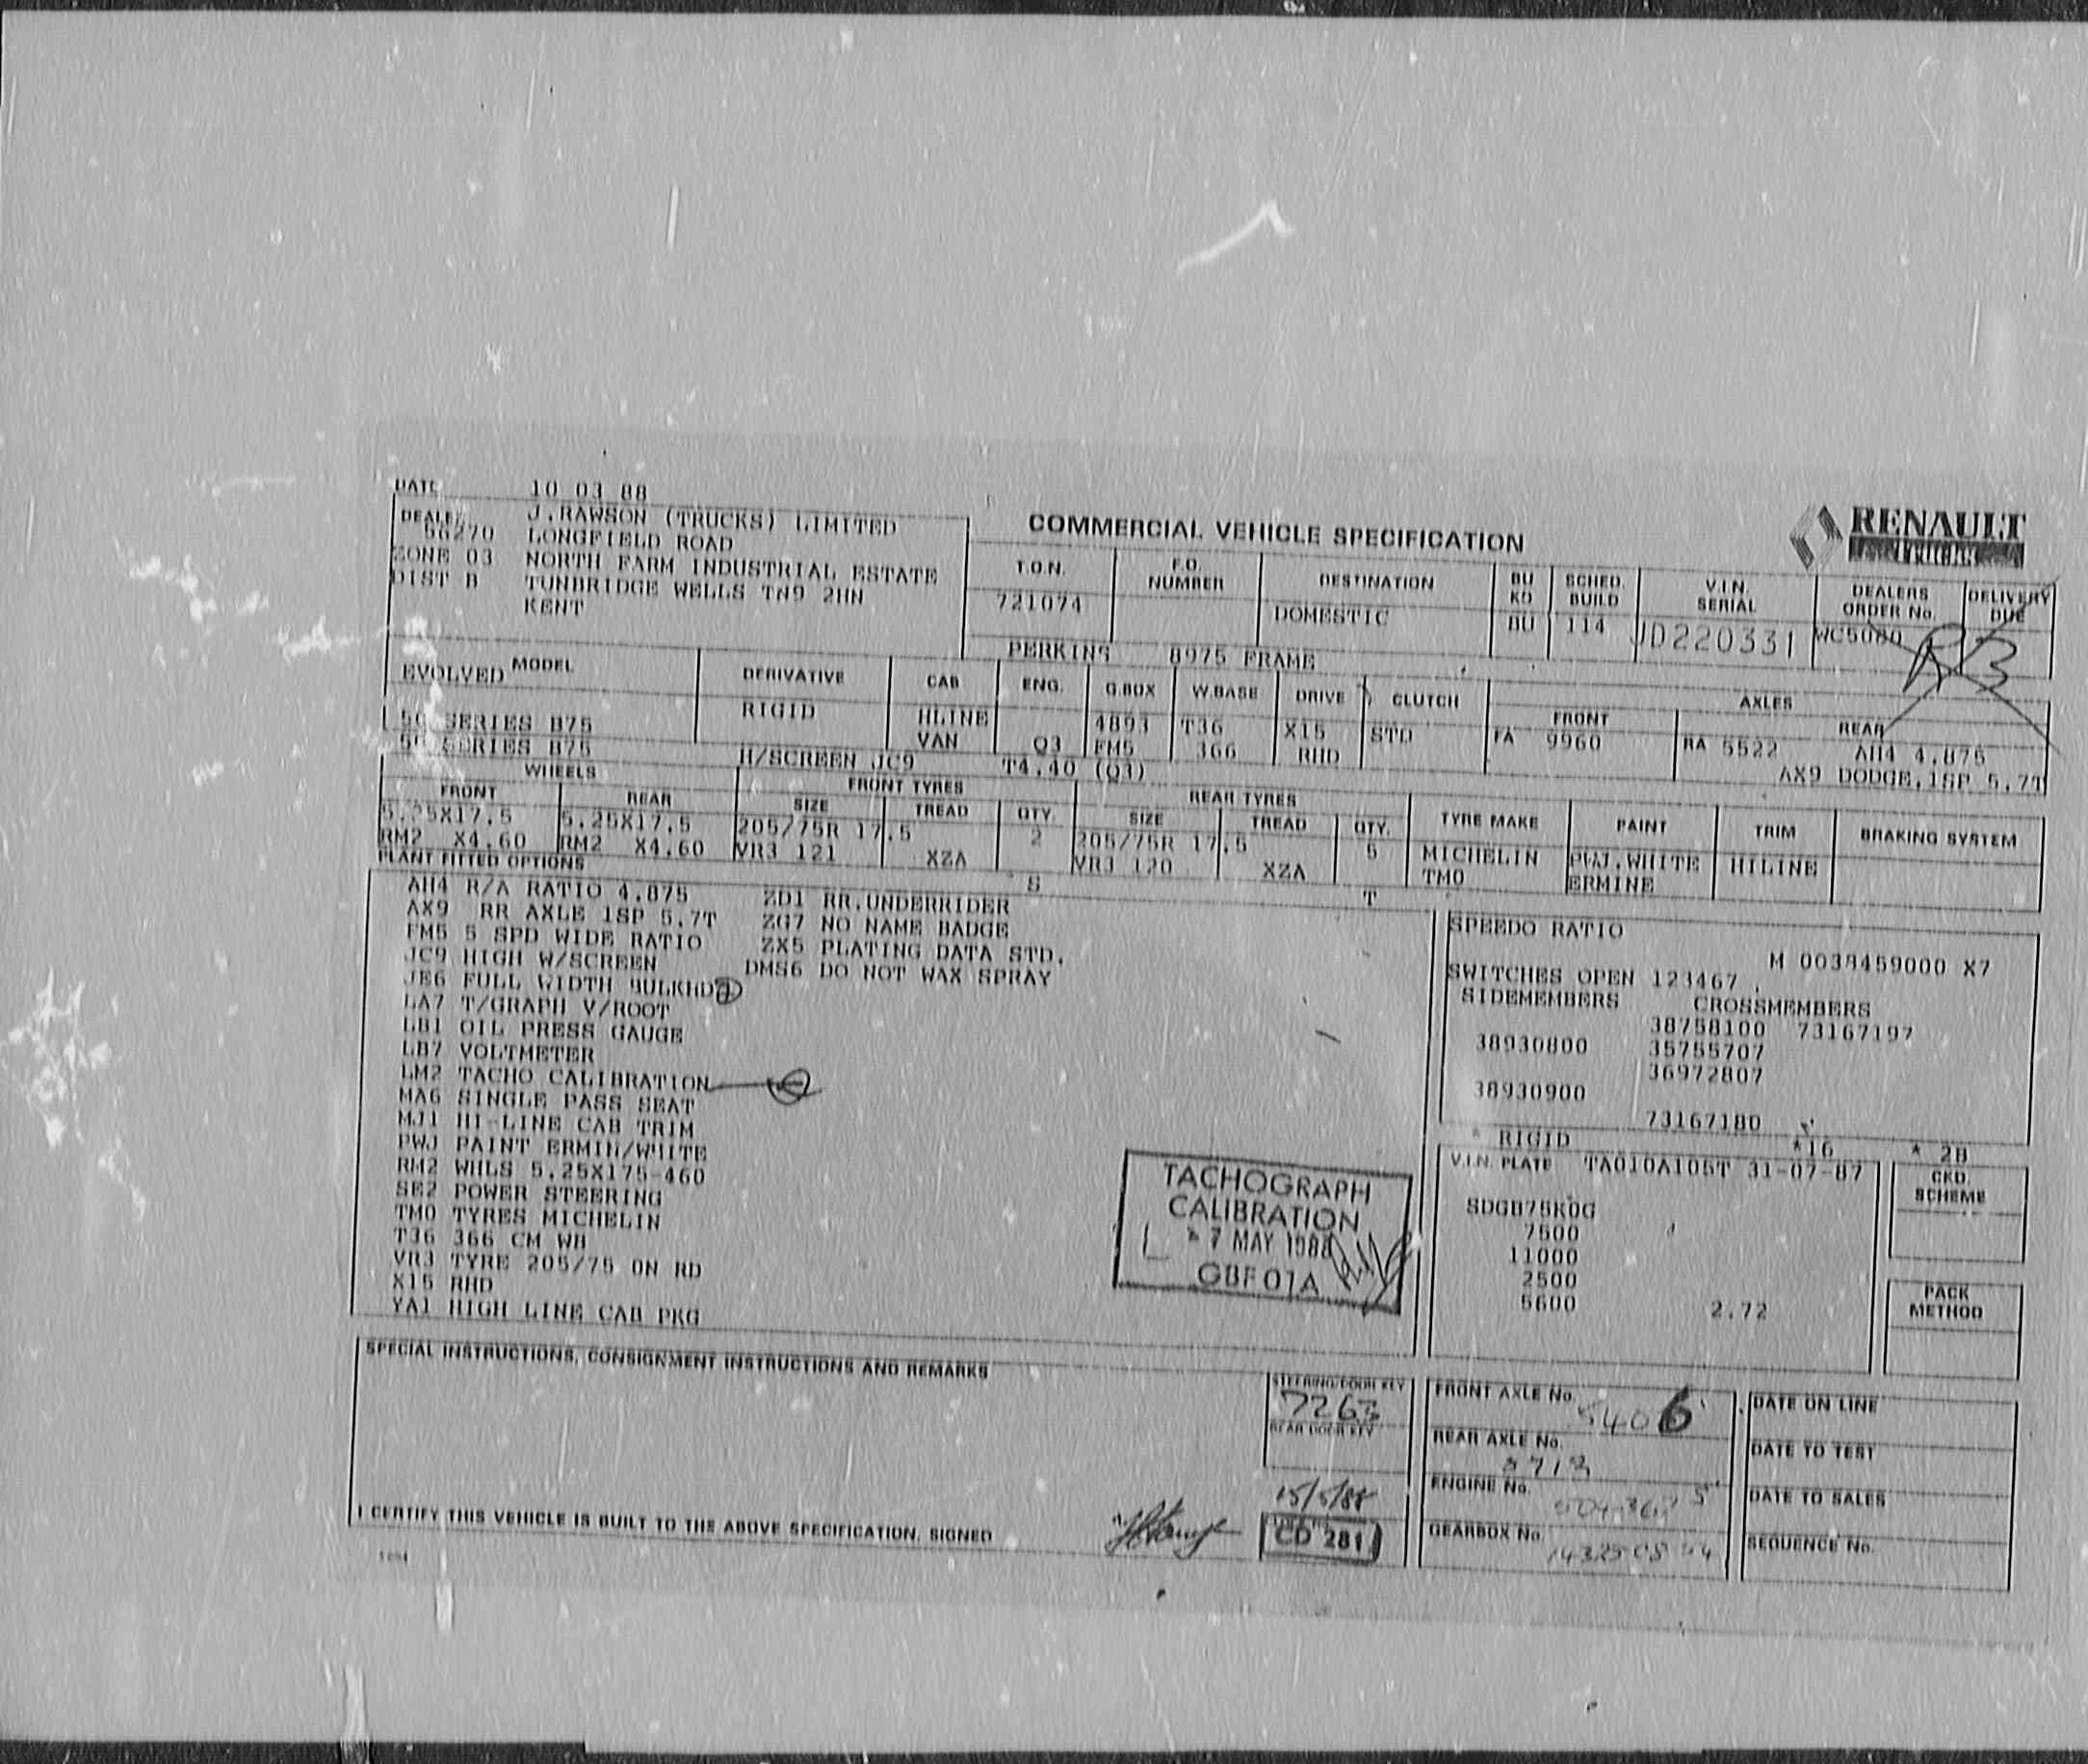 DATE 10 03 88
DEALER J.RAWSON (TRUCKS) LIMITED
56270 LONGFIELD ROAD
ZONE 03 NORTH FARM INDUSTRIAL ESTATE
DIST B TUNBRIDGE WELLS TN9 2HN
KENT
COMMERCIAL VEHICLE SPECIFICATION
RENAULT
TRUCKS
T.O.N. F.O. NUMBER DESTINATION BU KD SCHED. BUILD V.I.N. SERIAL DEALERS ORDER No. DELIVERY DUE
721074 DOMESTIC BU 114 JD220331 WC5080
R13
PERKINS 8975 FRAME
MODEL DERIVATIVE CAB ENG. G.BOX W.BASE DRIVE CLUTCH AXLES
FRONT REAR
EVOLVED
50 SERIES B75 RIGID HLINE 4893 T36 X15 STD FA 9960 RA 5522 AH4 4.875
50 SERIES B75 VAN Q3 FM5 366 RHD
H/SCREEN JC9 T4.40 (Q3) AX9 DODGE,1SP 5.7T
WHEELS FRONT TYRES REAR TYRES
FRONT REAR SIZE TREAD QTY. SIZE TREAD QTY. TYRE MAKE PAINT TRIM BRAKING SYSTEM
5.25X17.5 5.25X17.5 205/75R 17.5 2 205/75R 17.5 5 MICHELIN PWJ.WHITE HILINE
RM2 X4.60 RM2 X4.60 VR3 121 XZA VR3 120 XZA TM0 ERMINE
PLANT FITTED OPTIONS S T
AH4 R/A RATIO 4.875 ZD1 RR.UNDERRIDER
AX9 RR AXLE 1SP 5.7T ZG7 NO NAME BADGE
FM5 5 SPD WIDE RATIO ZX5 PLATING DATA STD.
JC9 HIGH W/SCREEN DMS6 DO NOT WAX SPRAY
JE6 FULL WIDTH BULKHD
LA7 T/GRAPH V/ROOT
LB1 OIL PRESS GAUGE
LB7 VOLTMETER
LM2 TACHO CALIBRATION
MA6 SINGLE PASS SEAT
MJ1 HI-LINE CAB TRIM
PWJ PAINT ERMIN/WHITE
RM2 WHLS 5.25X175-460
SE2 POWER STEERING
TM0 TYRES MICHELIN
T36 366 CM WB
VR3 TYRE 205/75 ON RD
X15 RHD
YA1 HIGH LINE CAB PKG
TACHOGRAPH
CALIBRATION
7 MAY 1988
GBF 01A
SPEEDO RATIO
M 0038459000 X7
SWITCHES OPEN 123467 .
SIDEMEMBERS CROSSMEMBERS
38758100 73167197
38930800 35755707
36972807
38930900
73167180
* RIGID *16 * 2B
V.I.N. PLATE TA010A105T 31-07-87
SDGB75K0G
7500
11000
2500
5600 2.72
CKD. SCHEME
PACK METHOD
SPECIAL INSTRUCTIONS, CONSIGNMENT INSTRUCTIONS AND REMARKS
STEERING/DOOR KEY
7263
REAR DOOR KEY
15/5/88
CD 281
FRONT AXLE No. 5406
REAR AXLE No.
5713
ENGINE No.
GEARBOX No.
DATE ON LINE
DATE TO TEST
DATE TO SALES
SEQUENCE No.
I CERTIFY THIS VEHICLE IS BUILT TO THE ABOVE SPECIFICATION. SIGNED